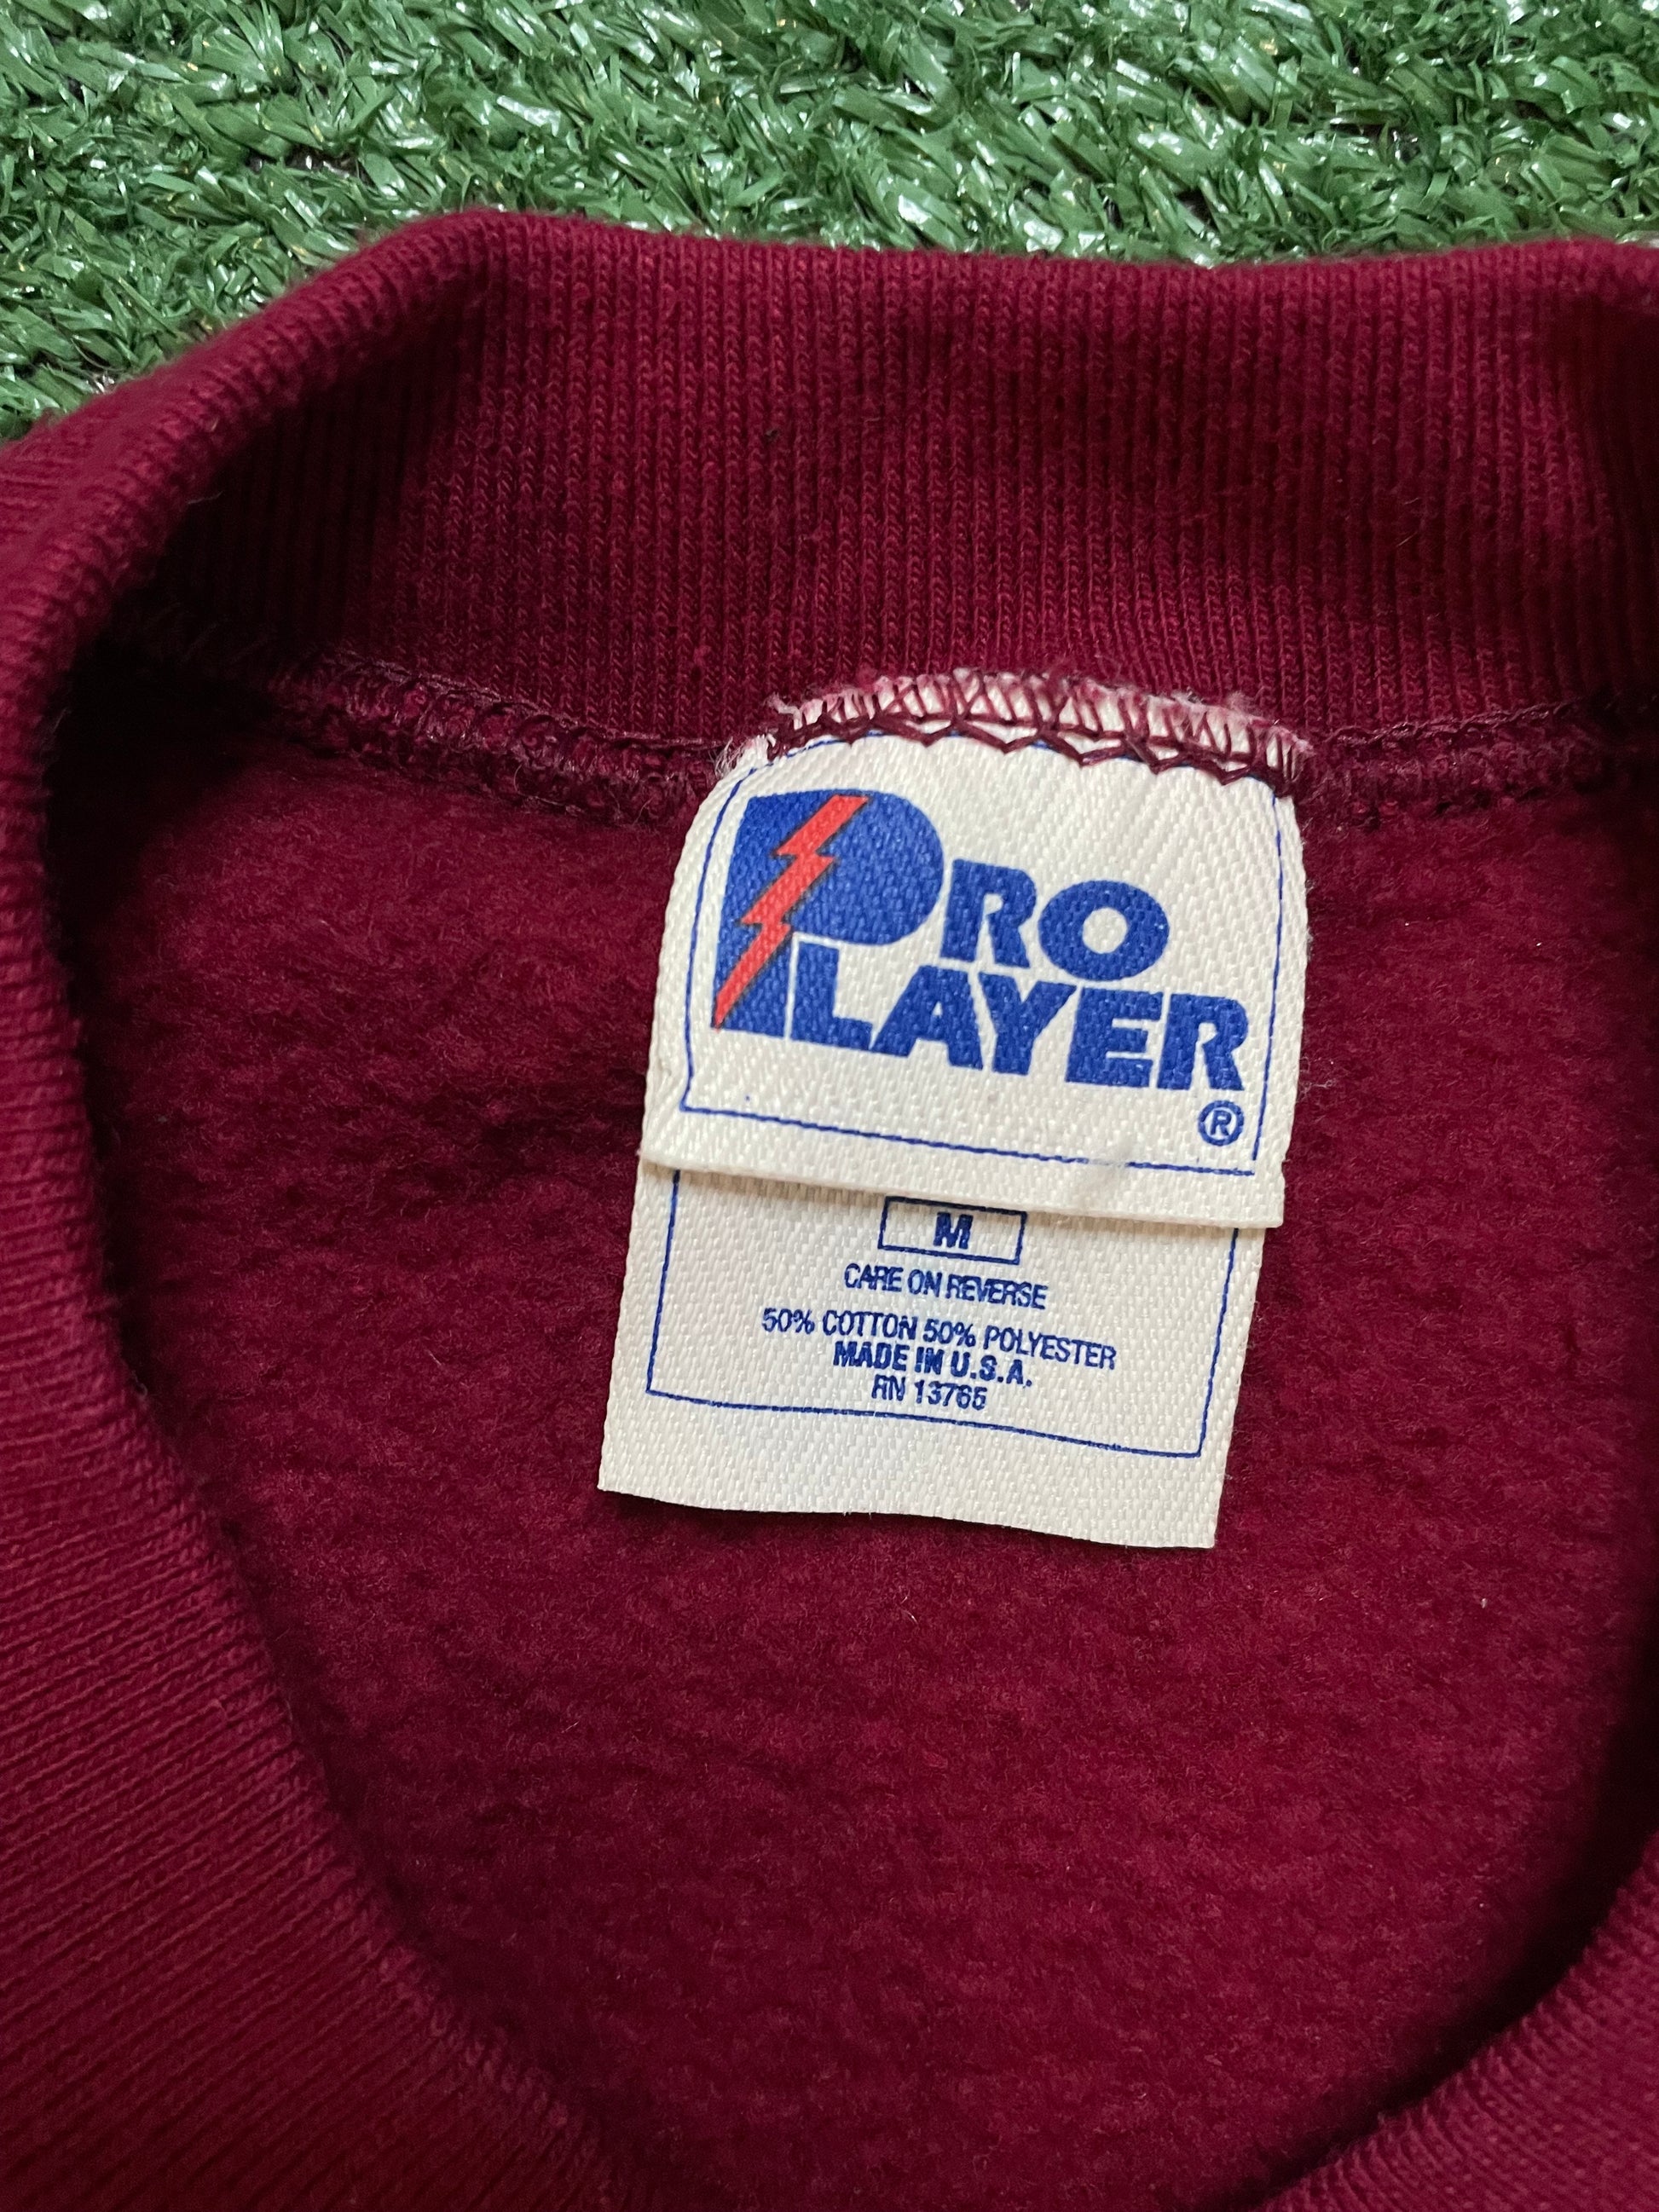 PRO
PLAYER
®
M
CARE ON REVERSE
50% COTTON 50% POLYESTER
MADE IN U.S.A.
RN 13765